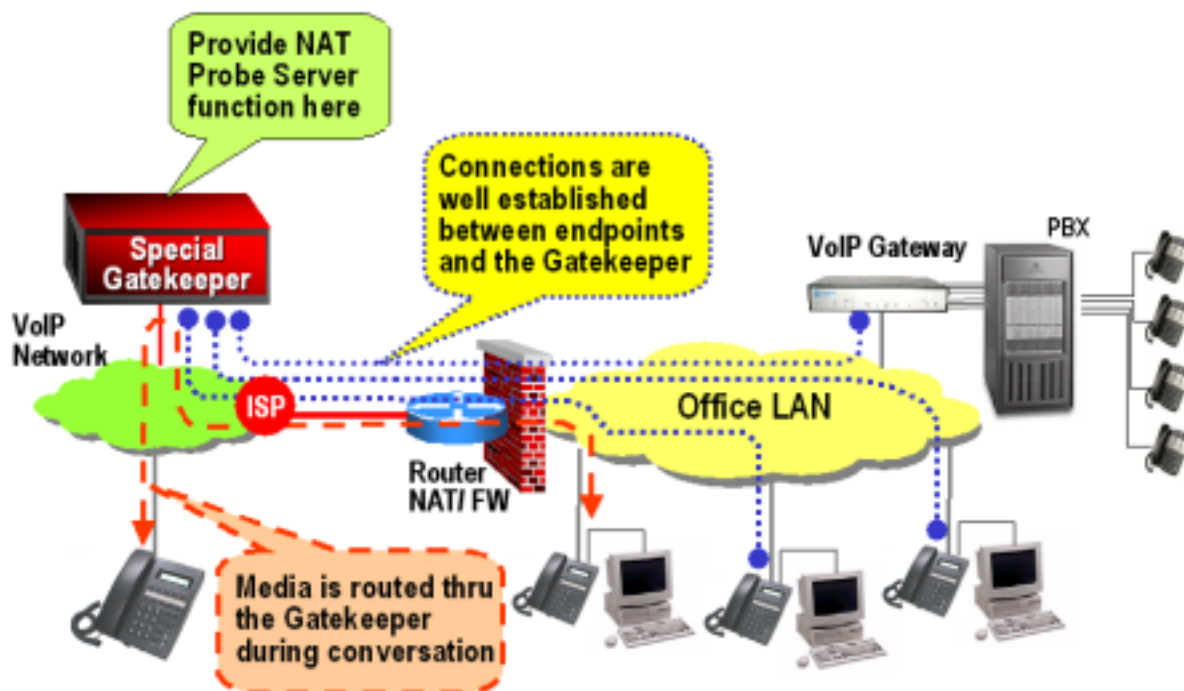 Provide NAT
Probe Server
function here
Connections are
well established
between endpoints
and the Gatekeeper
Special
Gatekeeper
VoIP Gateway
PBX
VoIP
Network
ISP
Office LAN
Router
NAT/ FW
Media is routed thru
the Gatekeeper
during conversation